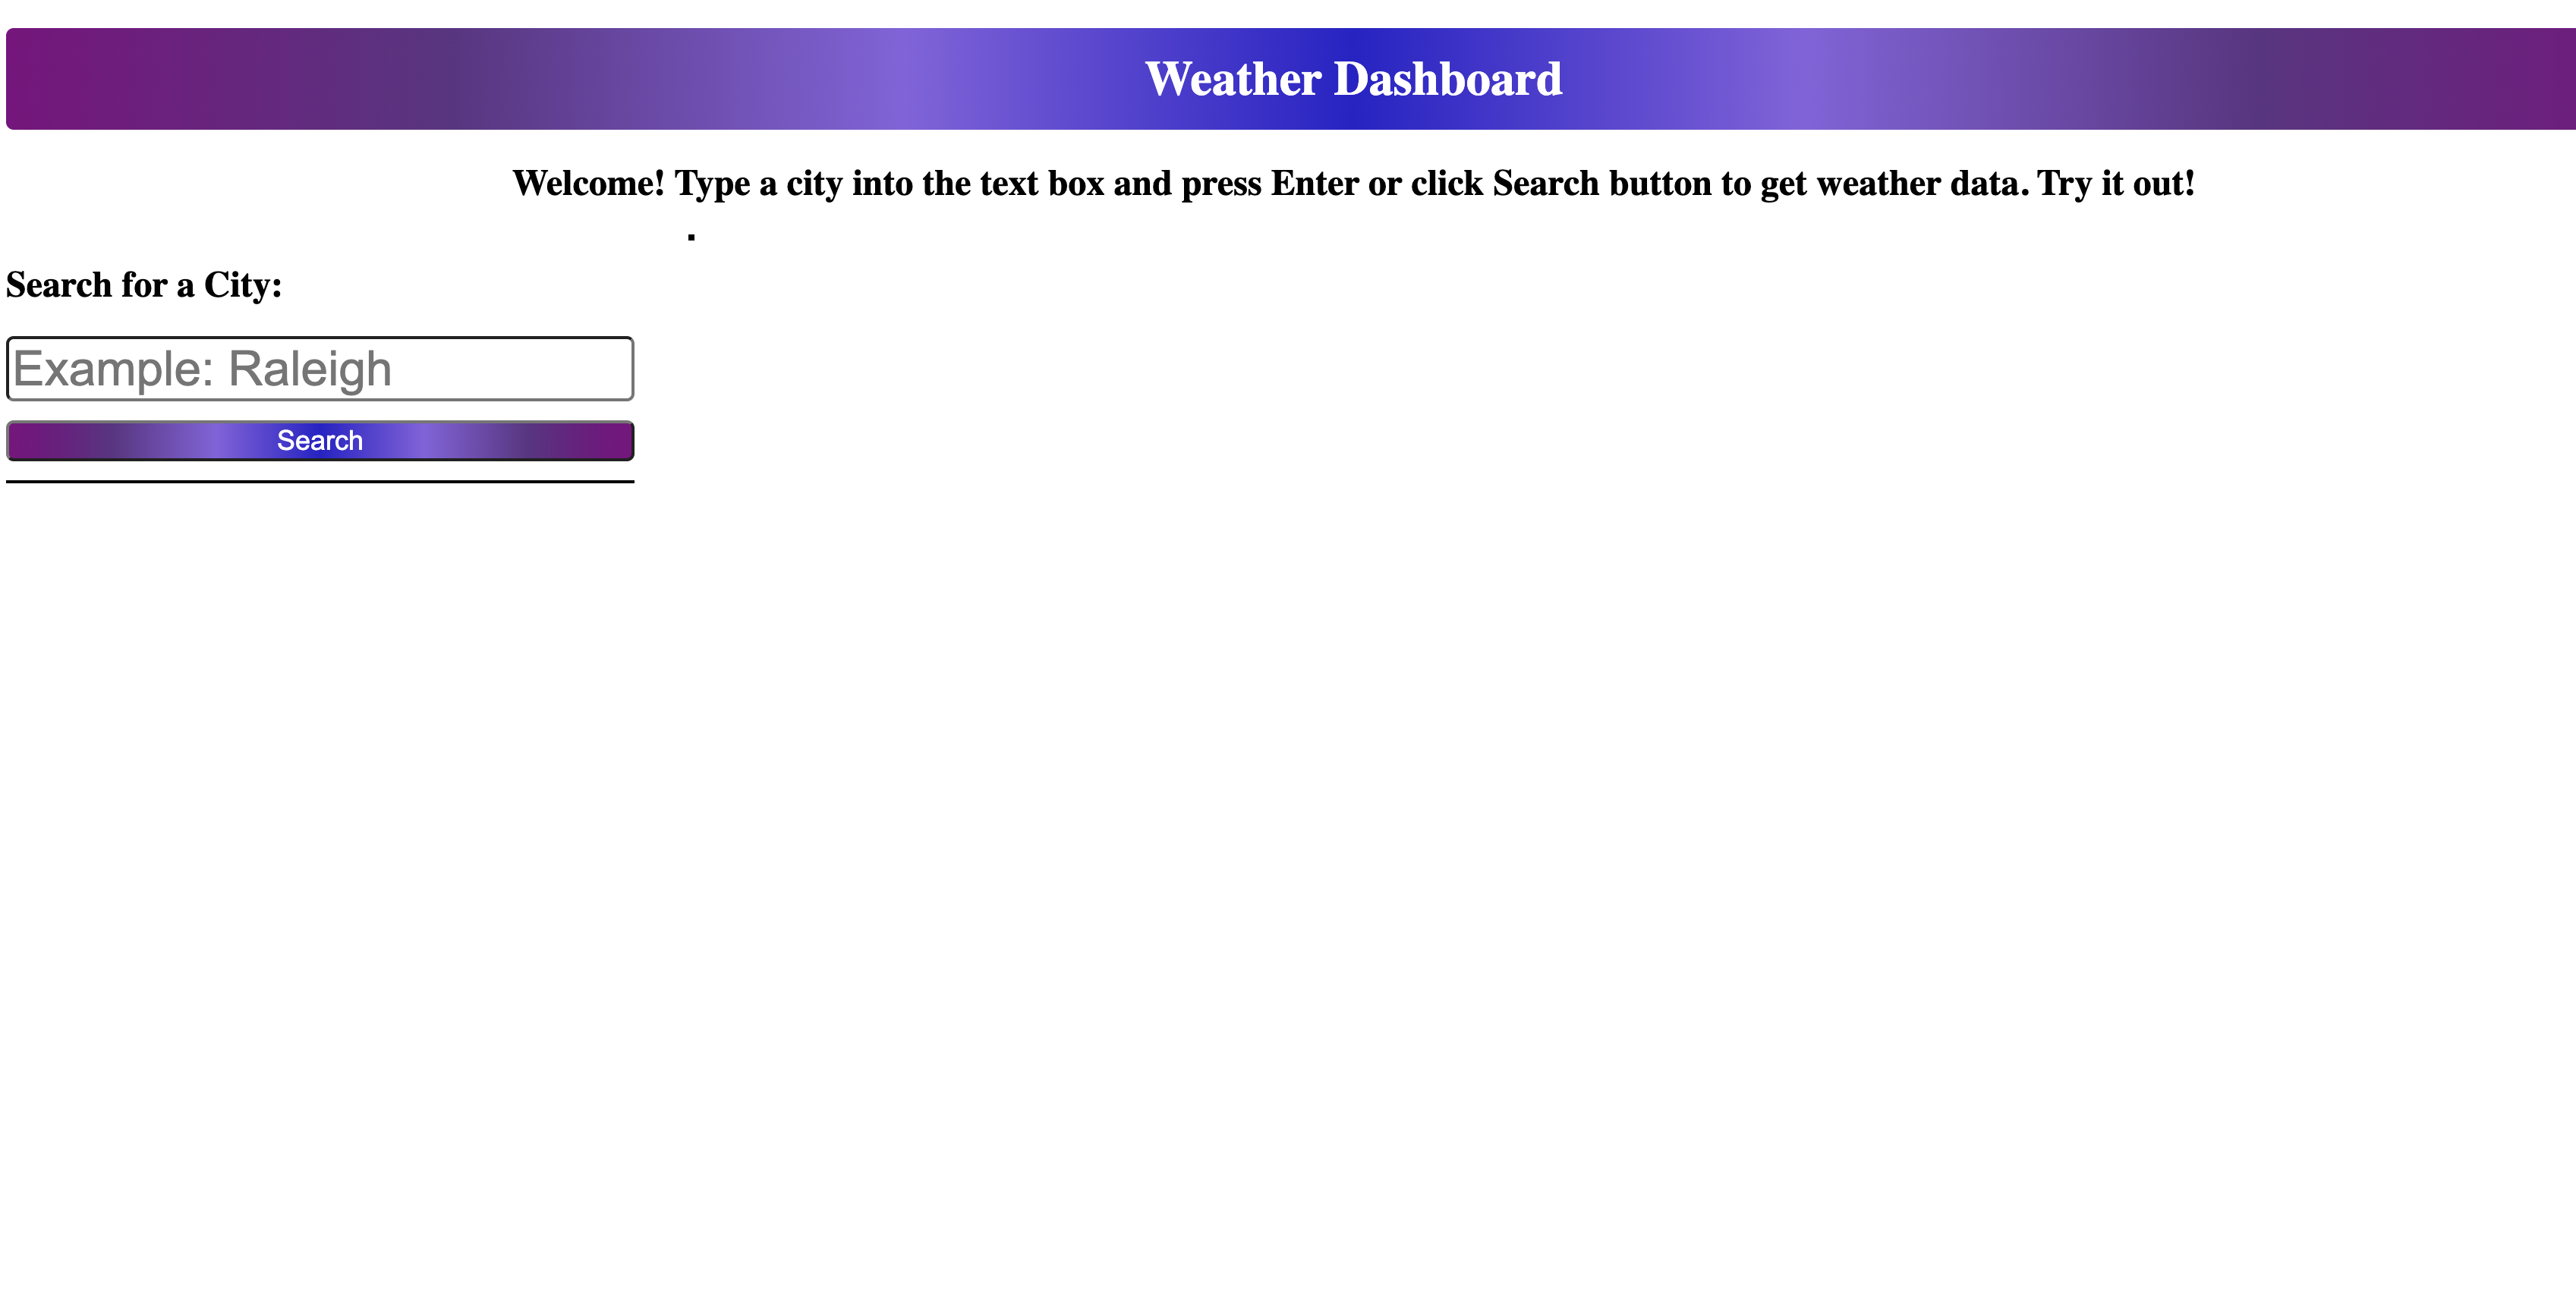 Weather Dashboard
Welcome! Type a city into the text box and press Enter or click Search button to get weather data. Try it out!
Search for a City:
Example: Raleigh
Search